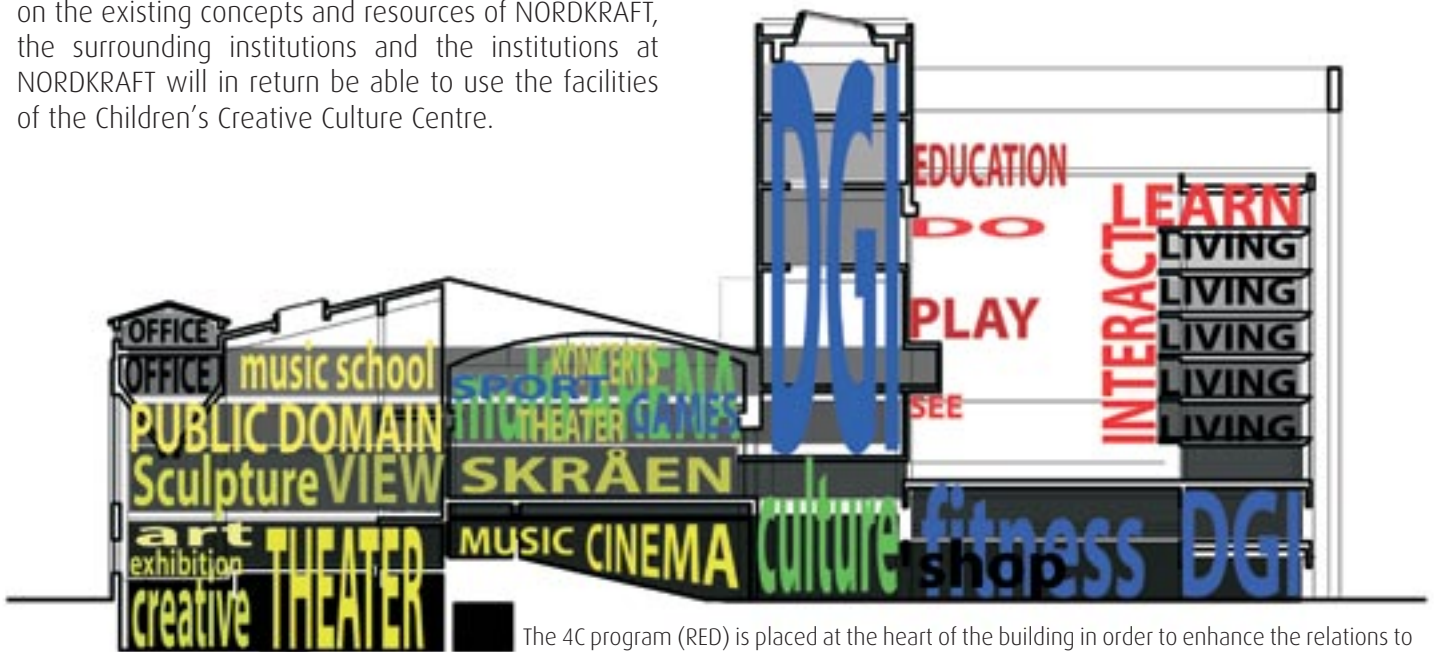 on the existing concepts and resources of NORDKRAFT,
the surrounding institutions and the institutions at
NORDKRAFT will in return be able to use the facilities
of the Children's Creative Culture Centre.
DGI
EDUCATION
DO
PLAY
SEE
LEARN
INTERACT
LIVING
LIVING
LIVING
LIVING
LIVING
OFFICE
OFFICE
music school
PUBLIC DOMAIN
Sculpture VIEW
art
exhibition
creative
THEATER
KONCERTS
SPORT
THEATER GAMES
SKRÅEN
MUSIC CINEMA
culture
'shop
fitness
DGI
The 4C program (RED) is placed at the heart of the building in order to enhance the relations to